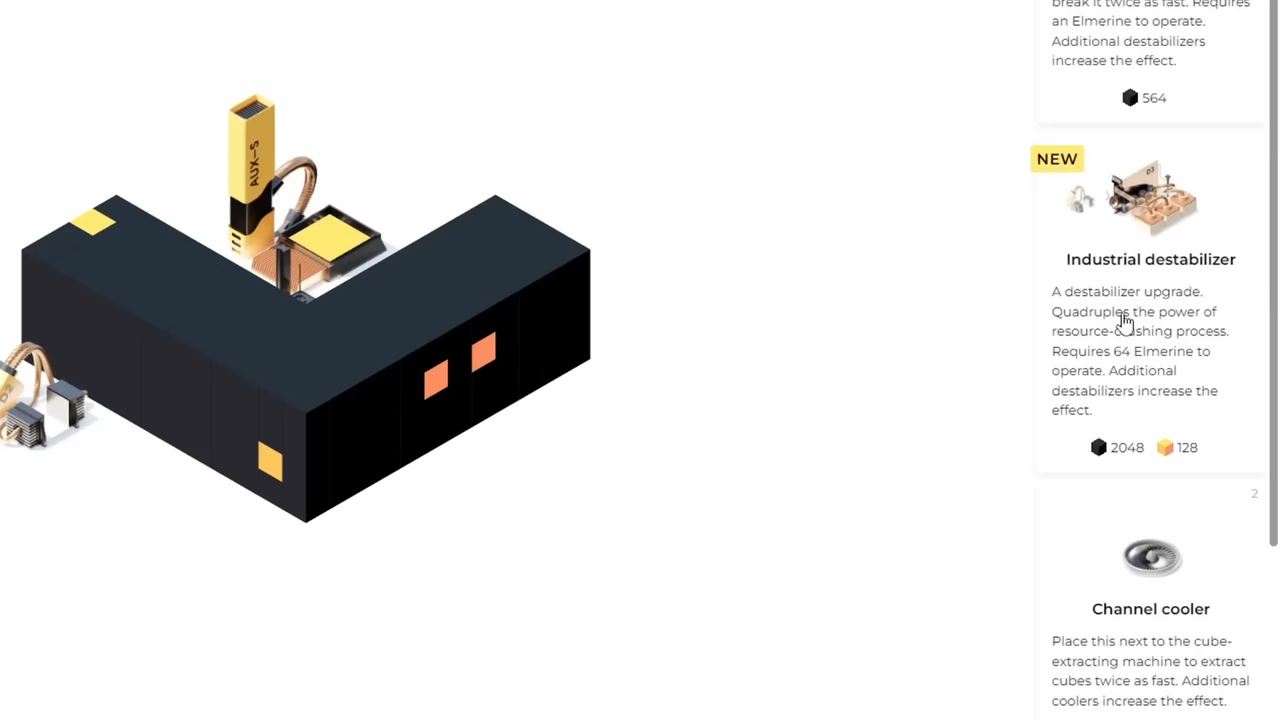 break it twice as fast. Requires
an Elmerine to operate.
Additional destabilizers
increase the effect.
564
NEW
D3
Industrial destabilizer
A destabilizer upgrade.
Quadruples the power of
process.
Requires 64 Elmerine to
operate. Additional
destabilizers increase the
effect.
2048 128
2
Channel cooler
Place this next to the cube-
extracting machine to extract
cubes twice as fast. Additional
coolers increase the effect.
AUX-S
D2